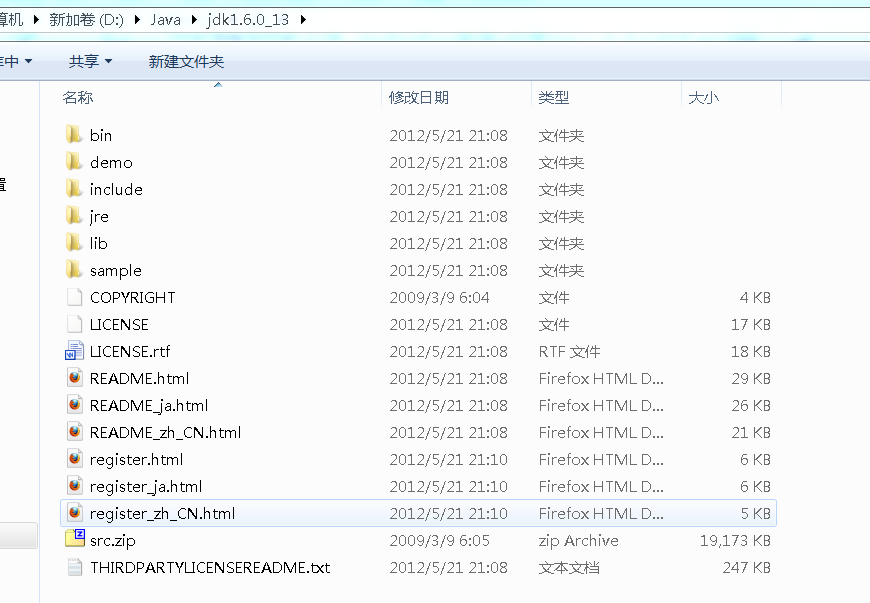 算机 ▶ 新加卷 (D:) ▶ Java ▶ jdk1.6.0_13 ▶
库中 ▼ 共享 ▼ 新建文件夹
名称 修改日期 类型 大小
bin 2012/5/21 21:08 文件夹
demo 2012/5/21 21:08 文件夹
置
include 2012/5/21 21:08 文件夹
jre 2012/5/21 21:08 文件夹
lib 2012/5/21 21:08 文件夹
sample 2012/5/21 21:08 文件夹
COPYRIGHT 2009/3/9 6:04 文件 4 KB
LICENSE 2012/5/21 21:08 文件 17 KB
LICENSE.rtf 2012/5/21 21:08 RTF 文件 18 KB
README.html 2012/5/21 21:08 Firefox HTML D... 29 KB
README_ja.html 2012/5/21 21:08 Firefox HTML D... 26 KB
README_zh_CN.html 2012/5/21 21:08 Firefox HTML D... 21 KB
register.html 2012/5/21 21:10 Firefox HTML D... 6 KB
register_ja.html 2012/5/21 21:10 Firefox HTML D... 6 KB
register_zh_CN.html 2012/5/21 21:10 Firefox HTML D... 5 KB
src.zip 2009/3/9 6:05 zip Archive 19,173 KB
THIRDPARTYLICENSEREADME.txt 2012/5/21 21:08 文本文档 247 KB